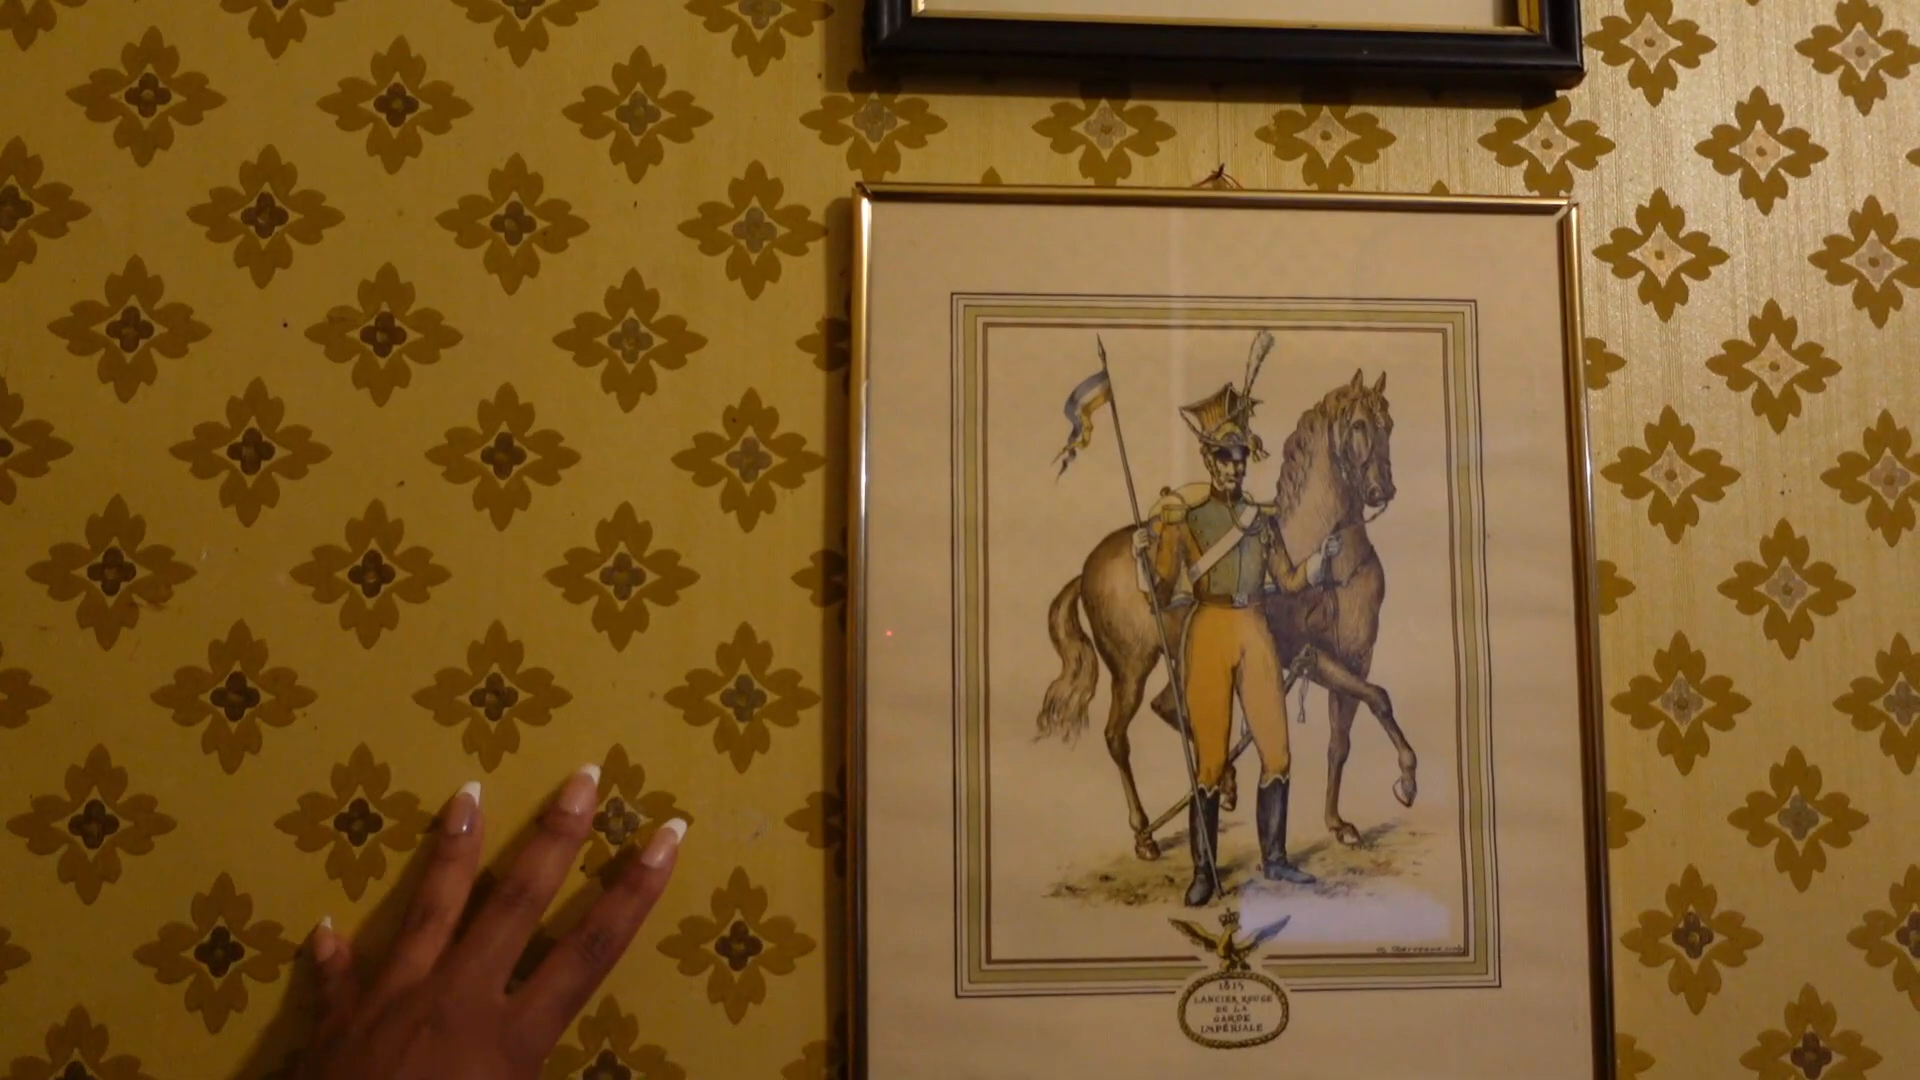 1815
LANCIER ROUGE
DE LA
GARDE
IMPÉRIALE